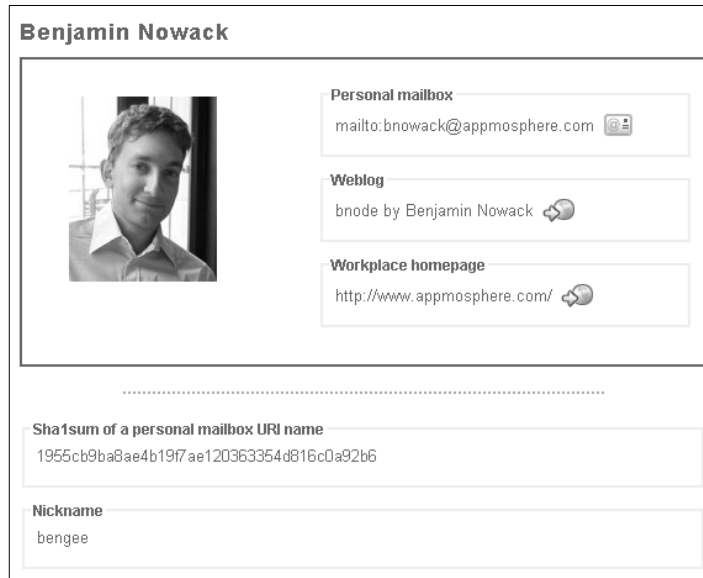 Benjamin Nowack
Personal mailbox
mailto:bnowack@appmosphere.com
Weblog
bnode by Benjamin Nowack
Workplace homepage
http://www.appmosphere.com/
Sha1sum of a personal mailbox URI name
1955cb9ba8ae4b19f7ae120363354d816c0a92b6
Nickname
bengee